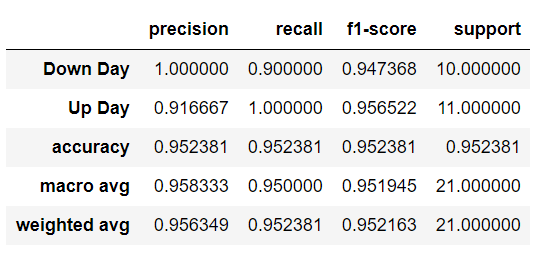 precision recall f1-score support
Down Day 1.000000 0.900000 0.947368 10.000000
Up Day 0.916667 1.000000 0.956522 11.000000
accuracy 0.952381 0.952381 0.952381 0.952381
macro avg 0.958333 0.950000 0.951945 21.000000
weighted avg 0.956349 0.952381 0.952163 21.000000